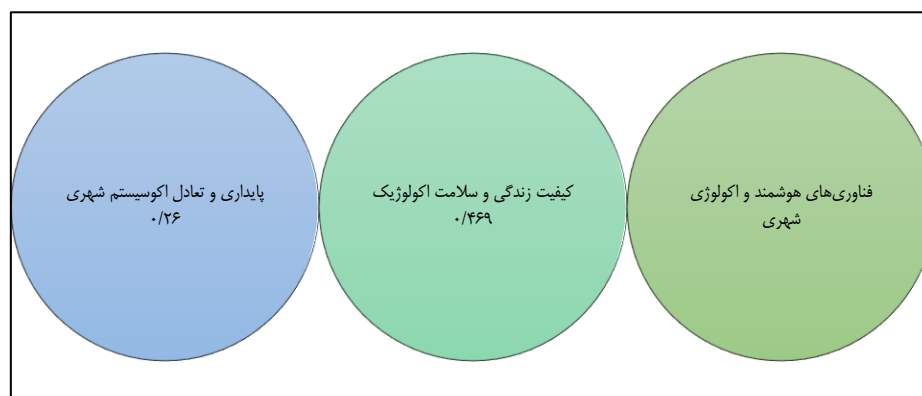 فناوری‌های هوشمند و اکولوژی
شهری
کیفیت زندگی و سلامت اکولوژیک
۰/۴۶۹
پایداری و تعادل اکوسیستم شهری
۰/۲۶